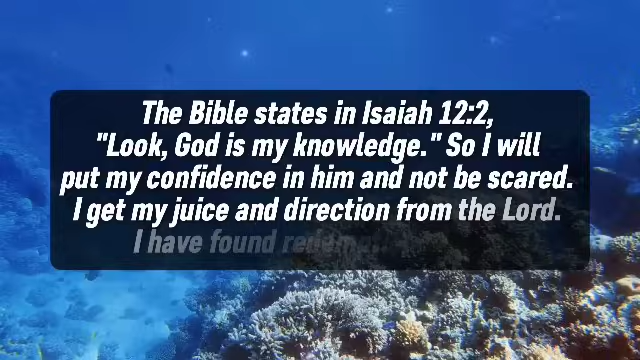 The Bible states in Isaiah 12:2,
"Look, God is my knowledge." So I will
put my confidence in him and not be scared.
I get my juice and direction from the Lord.
I have found